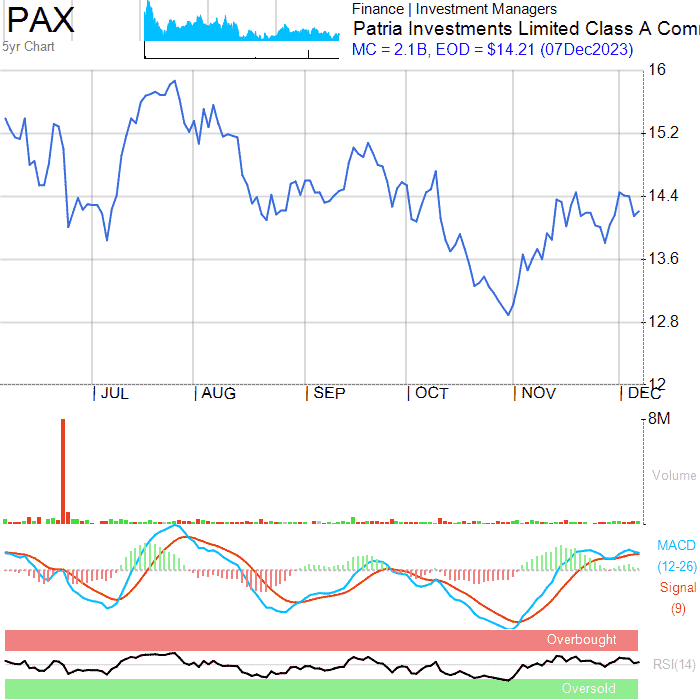 PAX
5yr Chart
Finance | Investment Managers
Patria Investments Limited Class A Com
MC = 2.1B, EOD = $14.21 (07Dec2023)
16
15.2
14.4
13.6
12.8
12
JUL AUG SEP OCT NOV DEC
8M
Volume
MACD
(12-26)
Signal
(9)
Overbought
RSI(14)
Oversold